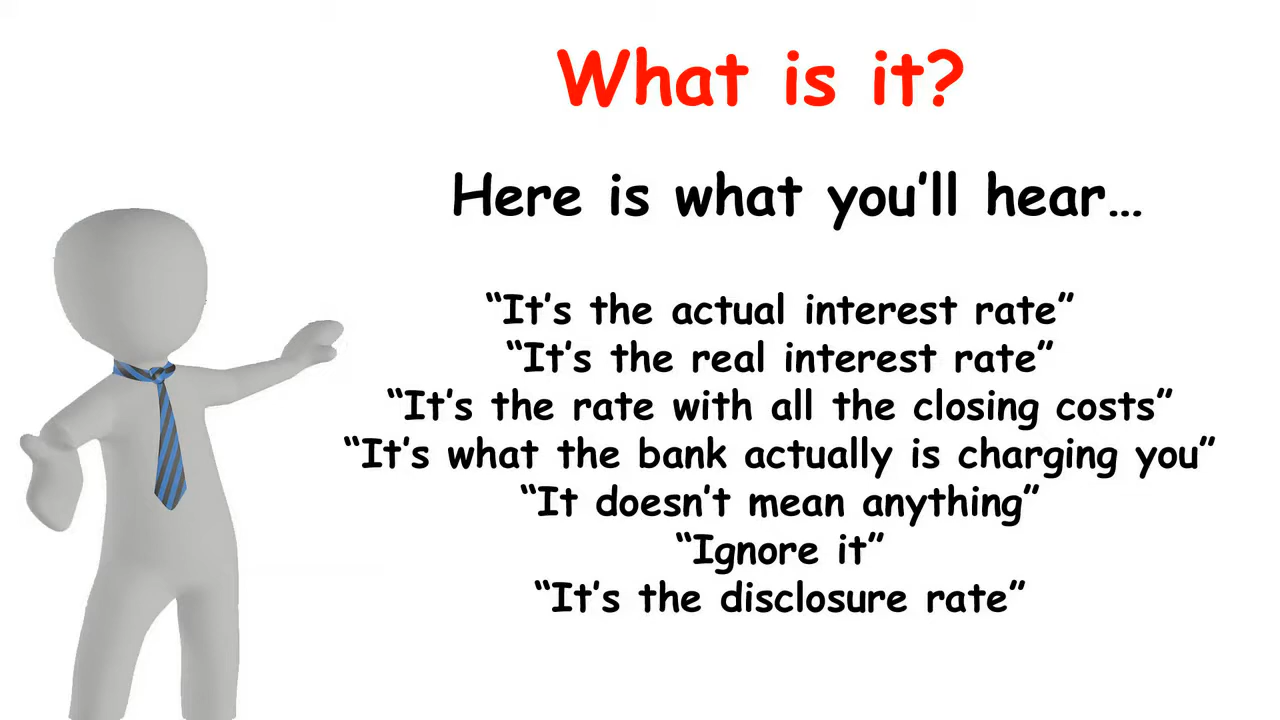 What is it?
Here is what you’ll hear…
“It’s the actual interest rate”
“It’s the real interest rate”
“It’s the rate with all the closing costs”
“It’s what the bank actually is charging you”
“It doesn’t mean anything”
“Ignore it”
“It’s the disclosure rate”